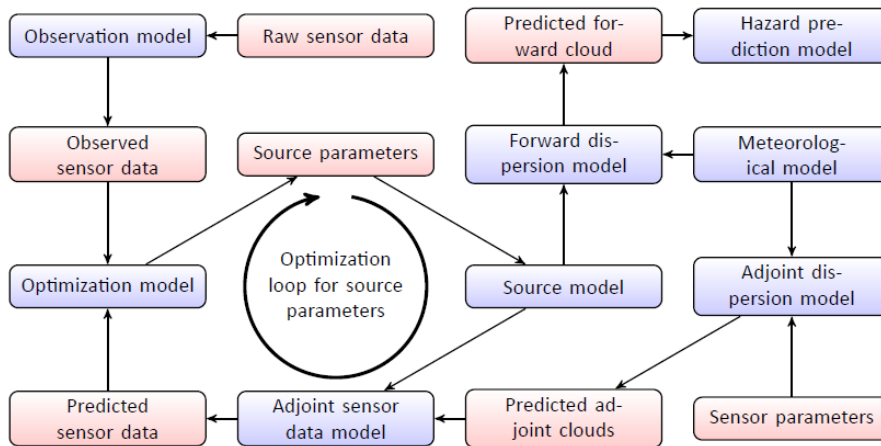 Observation model
Raw sensor data
Predicted for-
ward cloud
Hazard pre-
diction model
Observed
sensor data
Source parameters
Forward dis-
persion model
Meteorolog-
ical model
Optimization model
Optimization
loop for source
parameters
Source model
Adjoint dis-
persion model
Predicted
sensor data
Adjoint sensor
data model
Predicted ad-
joint clouds
Sensor parameters